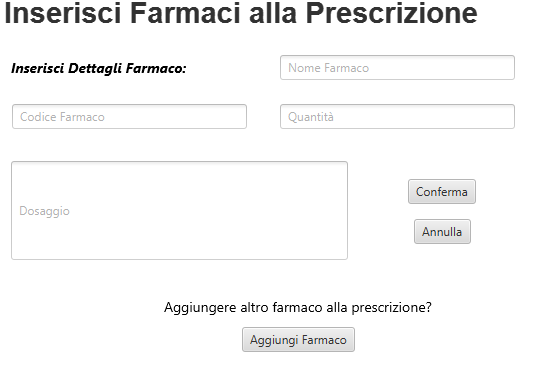 Inserisci Farmaci alla Prescrizione
Inserisci Dettagli Farmaco:
Nome Farmaco
Codice Farmaco
Quantità
Dosaggio
Conferma
Annulla
Aggiungere altro farmaco alla prescrizione?
Aggiungi Farmaco